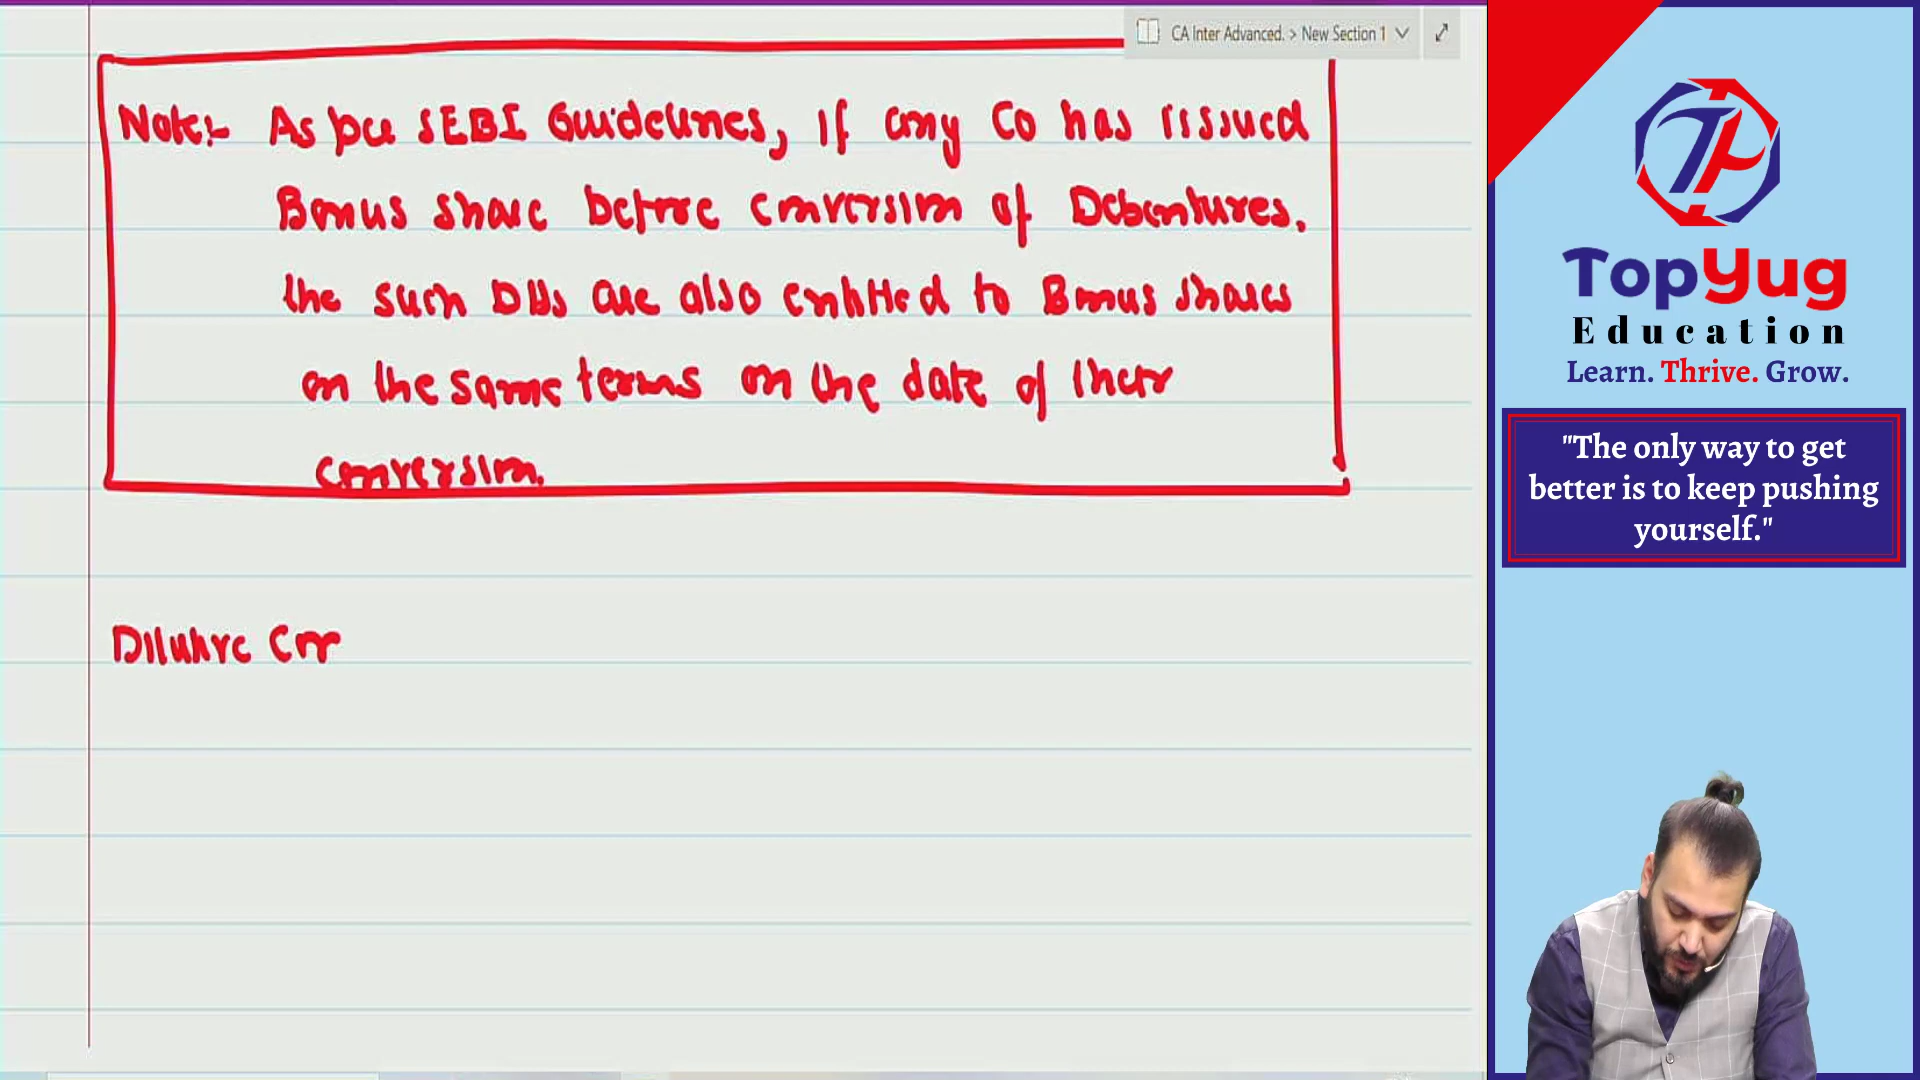 CA Inter Advanced. > New Section 1
Note:- As per SEBI Guidelines, If any Co has issued
Bonus share before conversion of Debentures.
the such DHs are also entitled to Bonus shares
on the same terms on the date of their
conversion.
Dilutive Con
TopYug
Education
Learn. Thrive. Grow.
"The only way to get
better is to keep pushing
yourself."